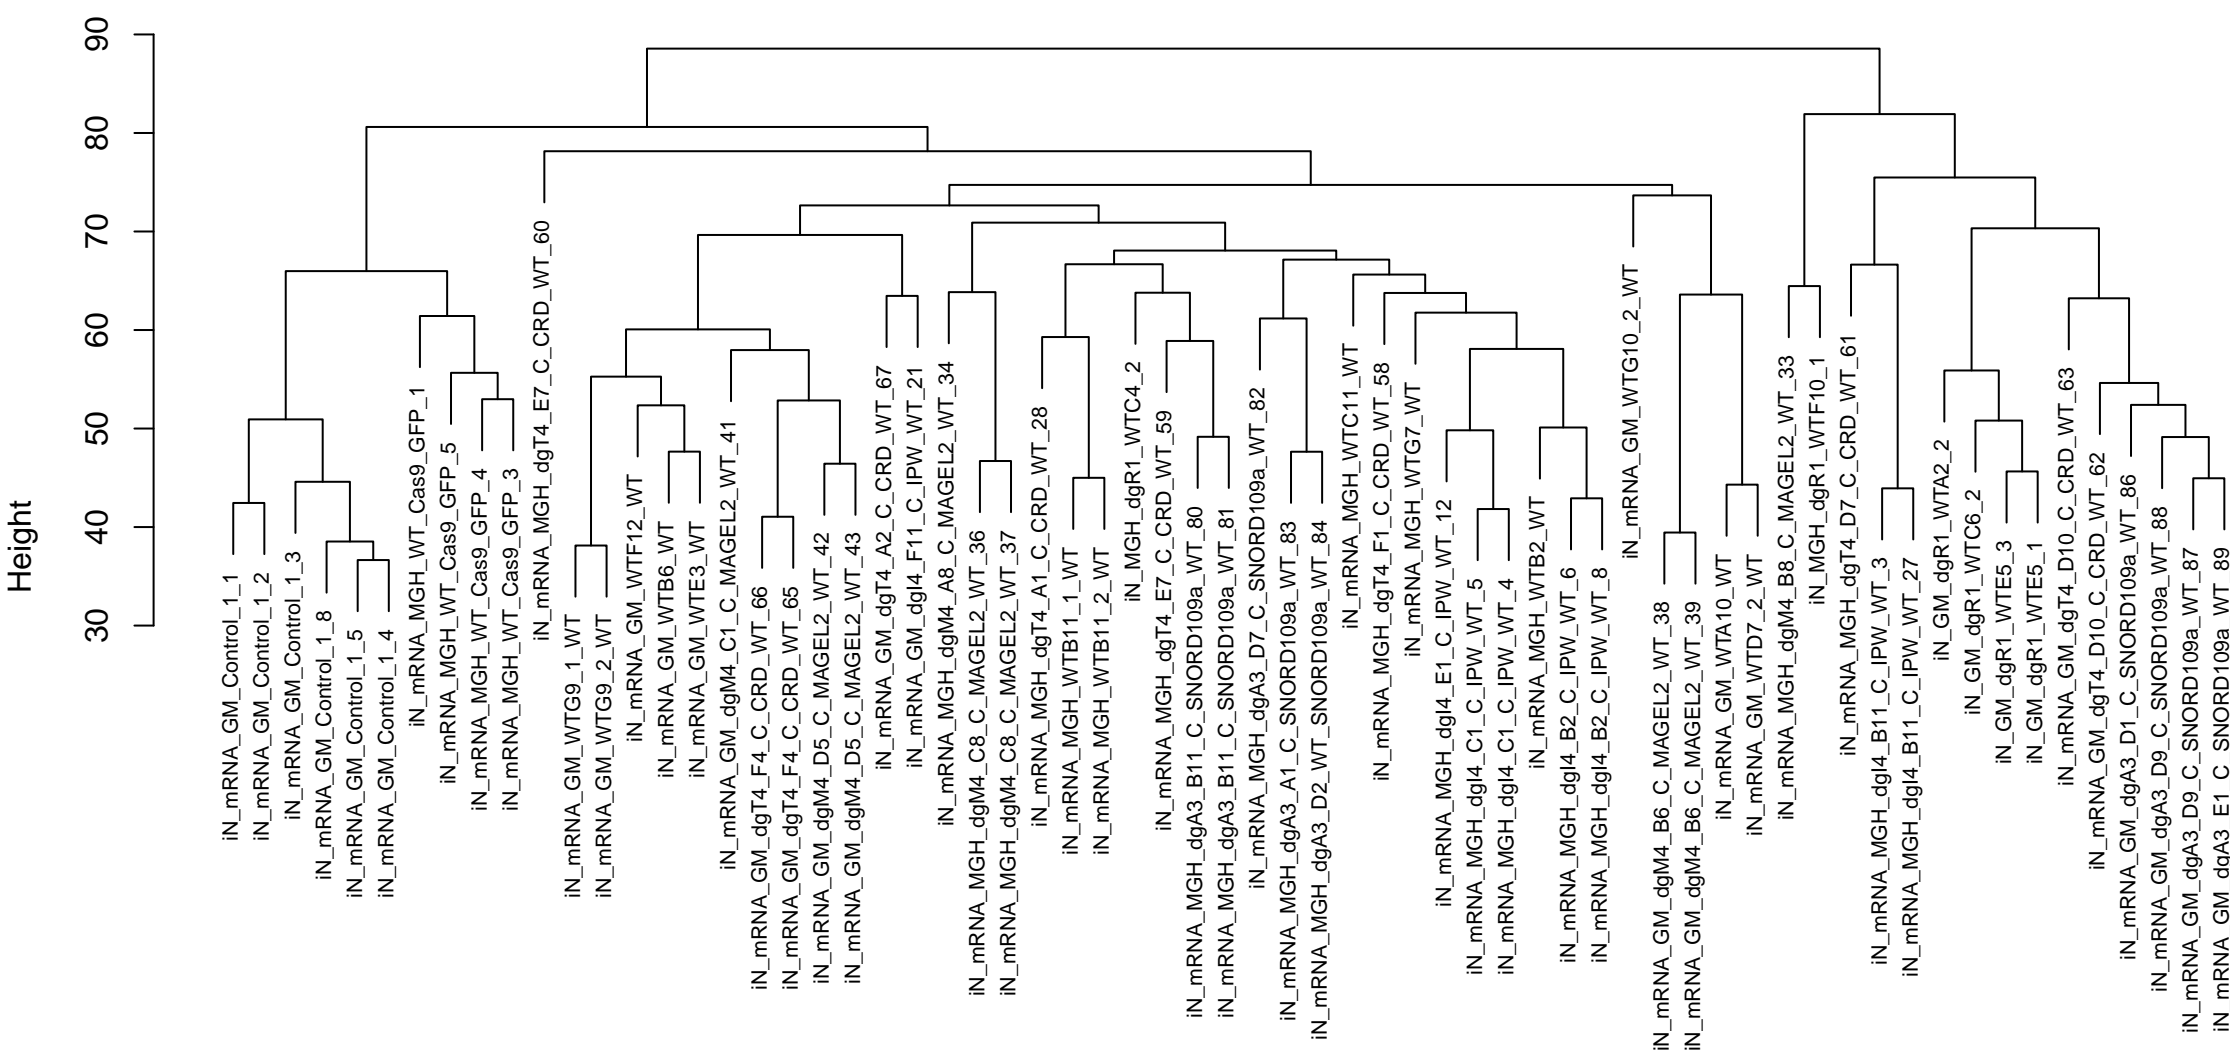 Height
90
80
70
60
50
40
30
iN_mRNA_GM_Control_1_1
iN_mRNA_GM_Control_1_2
iN_mRNA_GM_Control_1_3
iN_mRNA_GM_Control_1_8
iN_mRNA_GM_Control_1_5
iN_mRNA_GM_Control_1_4
iN_mRNA_MGH_WT_Cas9_GFP_1
iN_mRNA_MGH_WT_Cas9_GFP_5
iN_mRNA_MGH_WT_Cas9_GFP_4
iN_mRNA_MGH_WT_Cas9_GFP_3
iN_mRNA_MGH_dgT4_E7_C_CRD_WT_60
iN_mRNA_GM_WTG9_1_WT
iN_mRNA_GM_WTG9_2_WT
iN_mRNA_GM_WTF12_WT
iN_mRNA_GM_WTB6_WT
iN_mRNA_GM_WTE3_WT
iN_mRNA_GM_dgM4_C1_C_MAGEL2_WT_41
iN_mRNA_GM_dgT4_F4_C_CRD_WT_66
iN_mRNA_GM_dgT4_F4_C_CRD_WT_65
iN_mRNA_GM_dgM4_D5_C_MAGEL2_WT_42
iN_mRNA_GM_dgM4_D5_C_MAGEL2_WT_43
iN_mRNA_GM_dgT4_A2_C_CRD_WT_67
iN_mRNA_GM_dgI4_F11_C_IPW_WT_21
iN_mRNA_MGH_dgM4_A8_C_MAGEL2_WT_34
iN_mRNA_MGH_dgM4_C8_C_MAGEL2_WT_36
iN_mRNA_MGH_dgM4_C8_C_MAGEL2_WT_37
iN_mRNA_MGH_dgT4_A1_C_CRD_WT_28
iN_mRNA_MGH_WTB11_1_WT
iN_mRNA_MGH_WTB11_2_WT
iN_MGH_dgR1_WTC4_2
iN_mRNA_MGH_dgT4_E7_C_CRD_WT_59
iN_mRNA_MGH_dgA3_B11_C_SNORD109a_WT_80
iN_mRNA_MGH_dgA3_B11_C_SNORD109a_WT_81
iN_mRNA_MGH_dgA3_D7_C_SNORD109a_WT_82
iN_mRNA_MGH_dgA3_A1_C_SNORD109a_WT_83
iN_mRNA_MGH_dgA3_D2_WT_SNORD109a_WT_84
iN_mRNA_MGH_WTC11_WT
iN_mRNA_MGH_dgT4_F1_C_CRD_WT_58
iN_mRNA_MGH_WTG7_WT
iN_mRNA_MGH_dgI4_E1_C_IPW_WT_12
iN_mRNA_MGH_dgI4_C1_C_IPW_WT_5
iN_mRNA_MGH_dgI4_C1_C_IPW_WT_4
iN_mRNA_MGH_WTB2_WT
iN_mRNA_MGH_dgI4_B2_C_IPW_WT_6
iN_mRNA_MGH_dgI4_B2_C_IPW_WT_8
iN_mRNA_GM_WTG10_2_WT
iN_mRNA_GM_dgM4_B6_C_MAGEL2_WT_38
iN_mRNA_GM_dgM4_B6_C_MAGEL2_WT_39
iN_mRNA_GM_WTA10_WT
iN_mRNA_GM_WTD7_2_WT
iN_mRNA_MGH_dgM4_B8_C_MAGEL2_WT_33
iN_MGH_dgR1_WTF10_1
iN_mRNA_MGH_dgT4_D7_C_CRD_WT_61
iN_mRNA_MGH_dgI4_B11_C_IPW_WT_3
iN_mRNA_MGH_dgI4_B11_C_IPW_WT_27
iN_GM_dgR1_WTA2_2
iN_GM_dgR1_WTC6_2
iN_GM_dgR1_WTE5_3
iN_GM_dgR1_WTE5_1
iN_mRNA_GM_dgT4_D10_C_CRD_WT_63
iN_mRNA_GM_dgT4_D10_C_CRD_WT_62
iN_mRNA_GM_dgA3_D1_C_SNORD109a_WT_86
iN_mRNA_GM_dgA3_D9_C_SNORD109a_WT_88
iN_mRNA_GM_dgA3_D9_C_SNORD109a_WT_87
iN_mRNA_GM_dgA3_E1_C_SNORD109a_WT_89